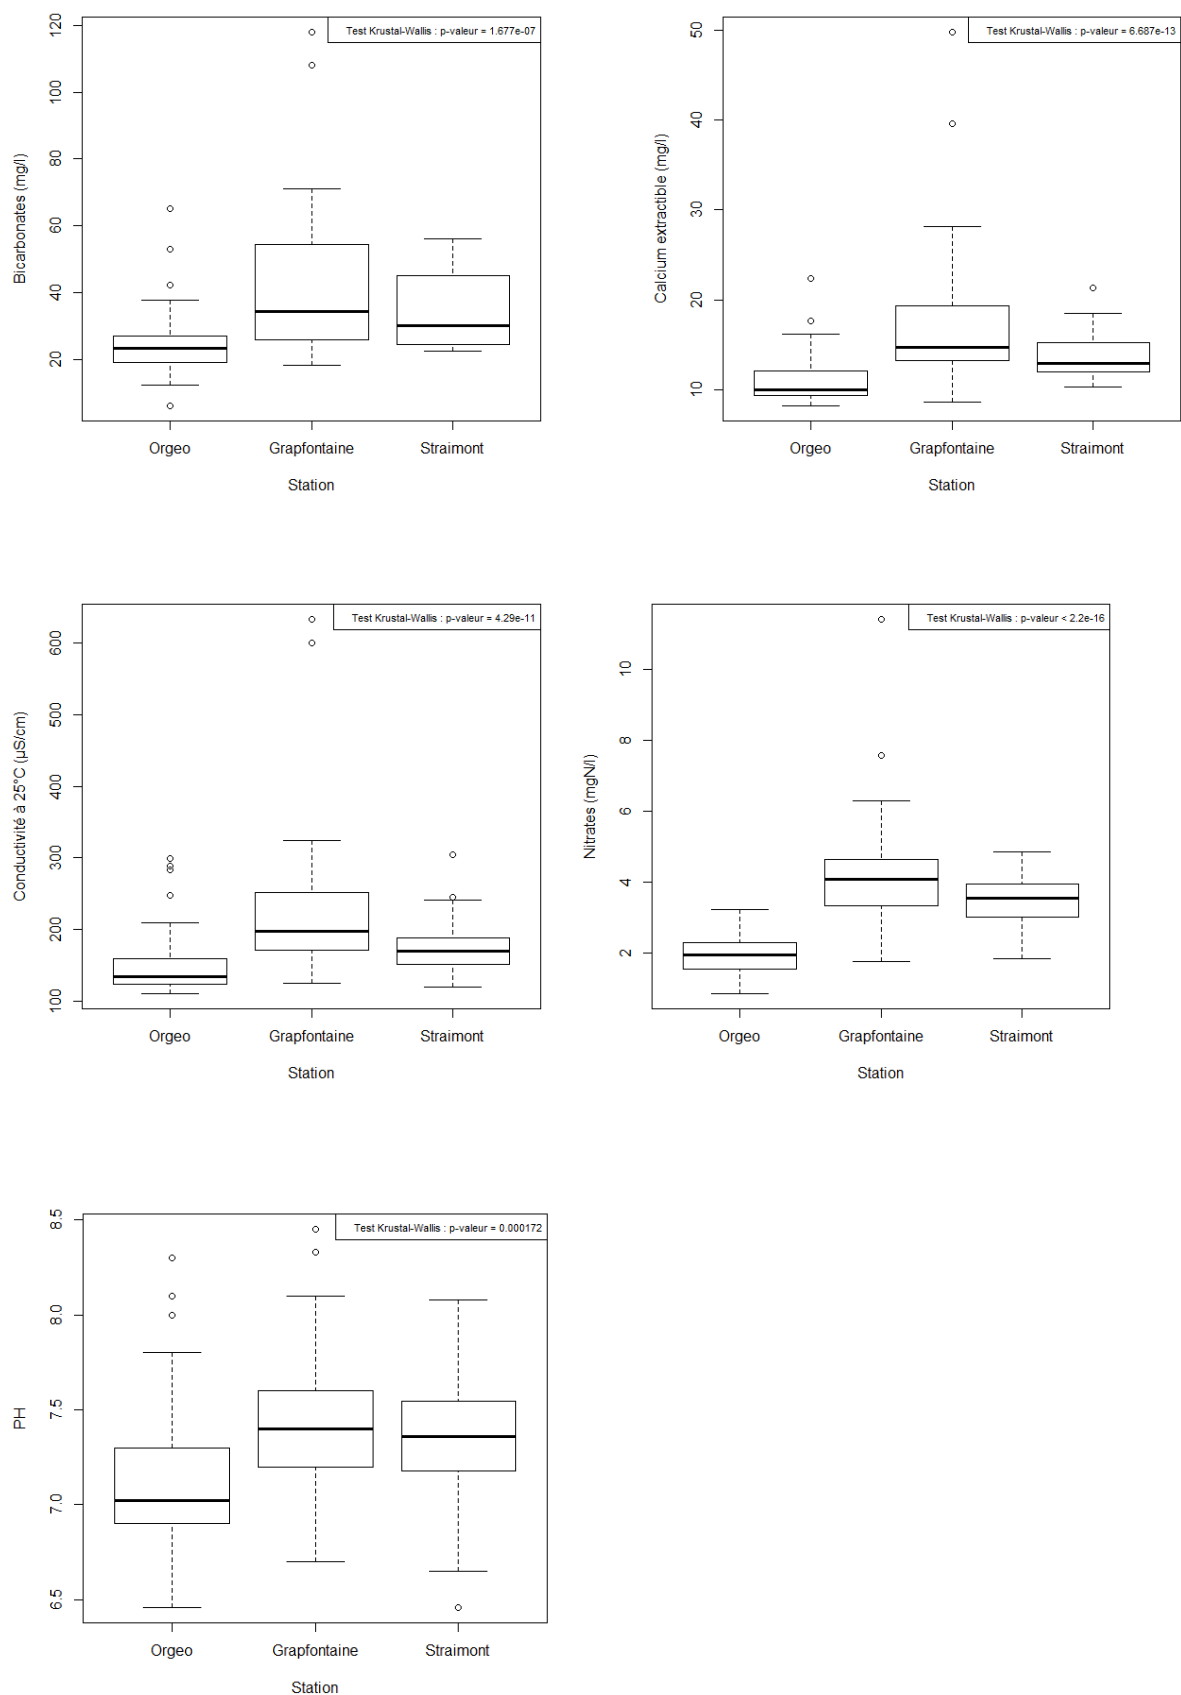 Test Krustal-Wallis : p-valeur = 1.677e-07
Bicarbonates (mg/l)
120
100
80
60
40
20
Orgeo Grapfontaine Straimont
Station
Test Krustal-Wallis : p-valeur = 6.687e-13
Calcium extractible (mg/l)
50
40
30
20
10
Orgeo Grapfontaine Straimont
Station
Test Krustal-Wallis : p-valeur = 4.29e-11
Conductivité à 25°C (µS/cm)
600
500
400
300
200
100
Orgeo Grapfontaine Straimont
Station
Test Krustal-Wallis : p-valeur < 2.2e-16
Nitrates (mgN/l)
10
8
6
4
2
Orgeo Grapfontaine Straimont
Station
Test Krustal-Wallis : p-valeur = 0.000172
PH
8.5
8.0
7.5
7.0
6.5
Orgeo Grapfontaine Straimont
Station